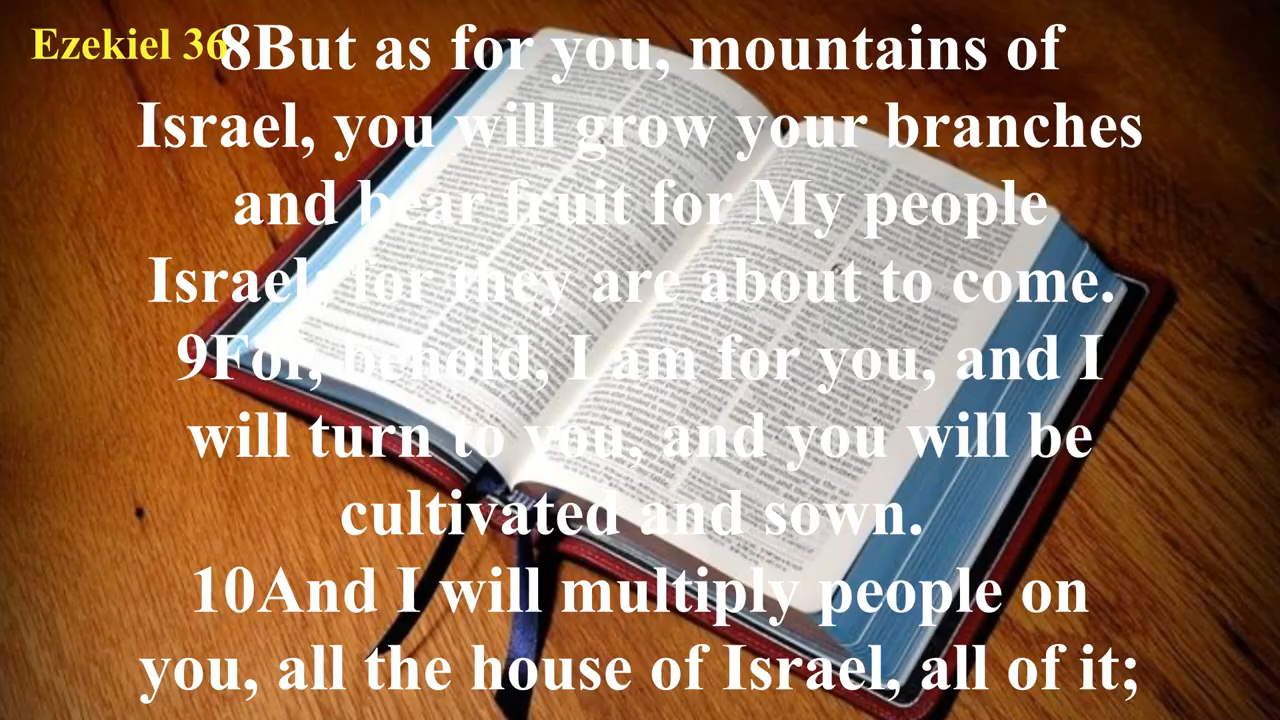 Ezekiel 36
8But as for you, mountains of
Israel, you will grow your branches
and bear fruit for My people
Israel; for they are about to come.
9For, behold, I am for you, and I
will turn to you, and you will be
cultivated and sown.
10And I will multiply people on
you, all the house of Israel, all of it;